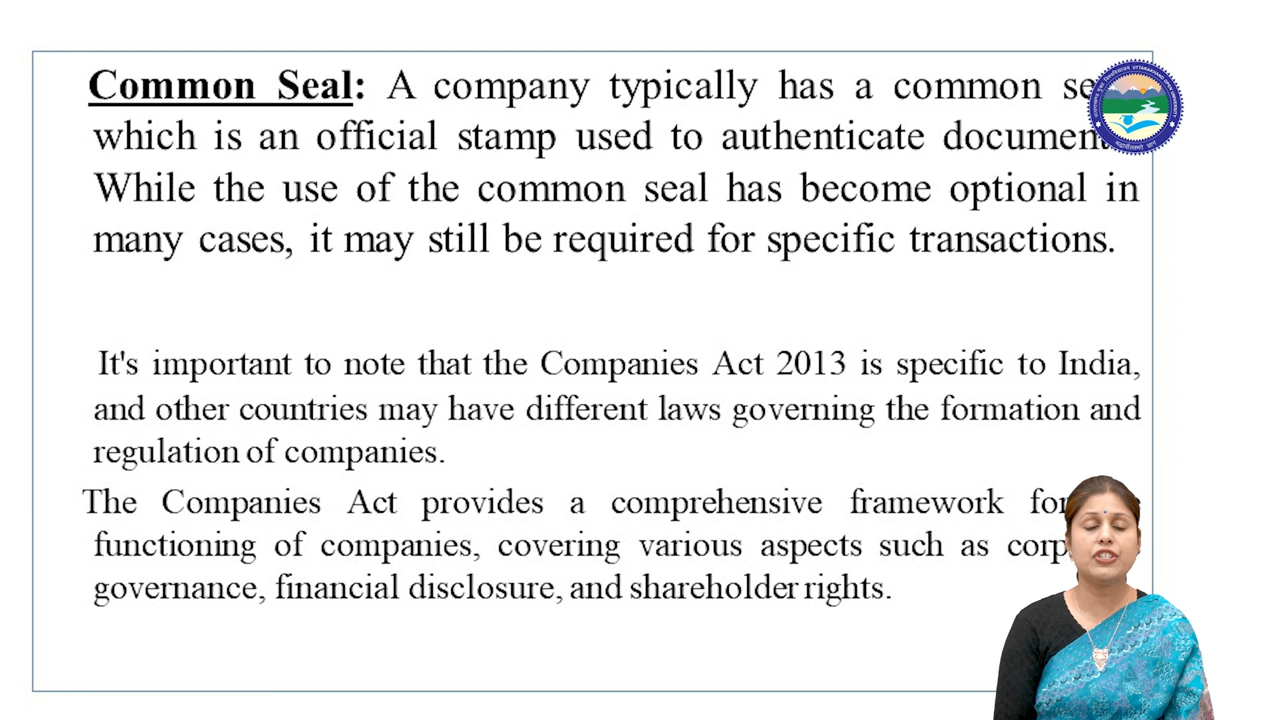 Common Seal: A company typically has a common
which is an official stamp used to authenticate
While the use of the common seal has become optional in
many cases, it may still be required for specific transactions.
It's important to note that the Companies Act 2013 is specific to India,
and other countries may have different laws governing the formation and
regulation of companies.
The Companies Act provides a comprehensive framework
functioning of companies, covering various aspects such as
governance, financial disclosure, and shareholder rights.